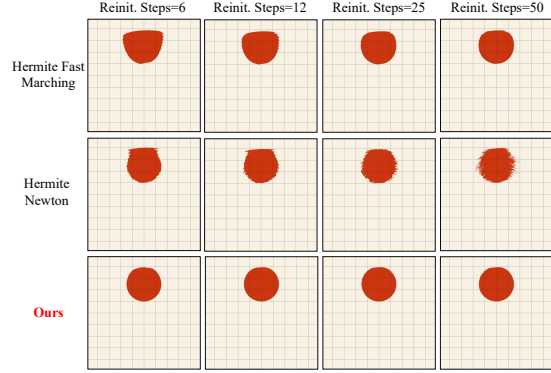 Reinit. Steps=6 Reinit. Steps=12 Reinit. Steps=25 Reinit. Steps=50
Hermite Fast
Marching
Hermite
Newton
Ours